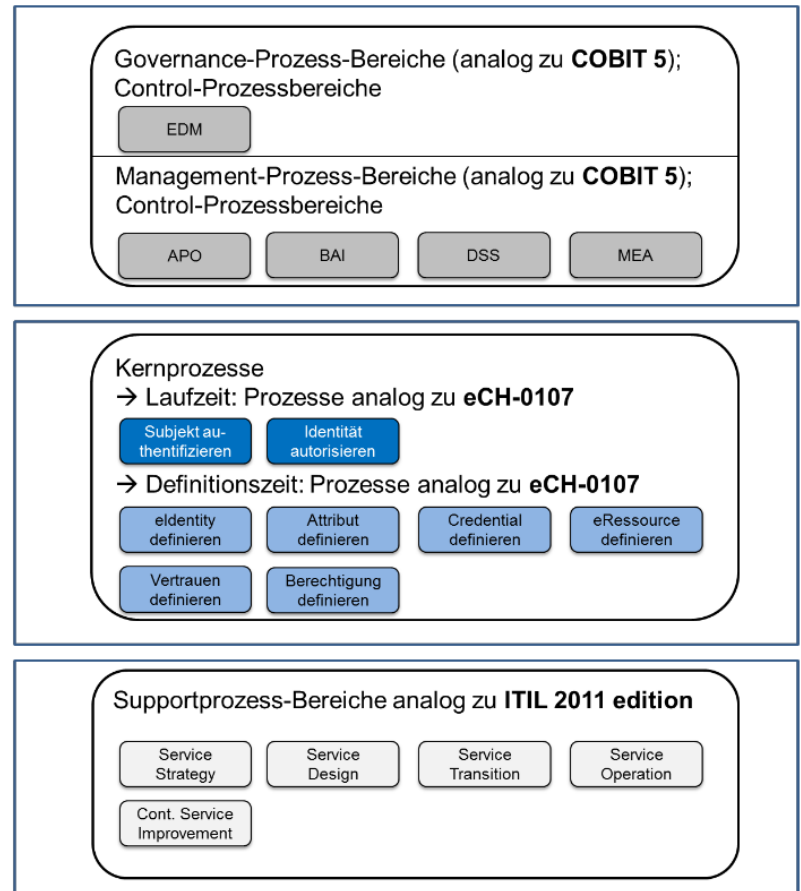 Governance-Prozess-Bereiche (analog zu COBIT 5);
Control-Prozessbereiche
EDM
Management-Prozess-Bereiche (analog zu COBIT 5);
Control-Prozessbereiche
APO
BAI
DSS
MEA
Kernprozesse
→ Laufzeit: Prozesse analog zu eCH-0107
Subjekt au-
thentifizieren
Identität
autorisieren
→ Definitionszeit: Prozesse analog zu eCH-0107
eIdentity
definieren
Attribut
definieren
Credential
definieren
eRessource
definieren
Vertrauen
definieren
Berechtigung
definieren
Supportprozess-Bereiche analog zu ITIL 2011 edition
Service
Strategy
Service
Design
Service
Transition
Service
Operation
Cont. Service
Improvement